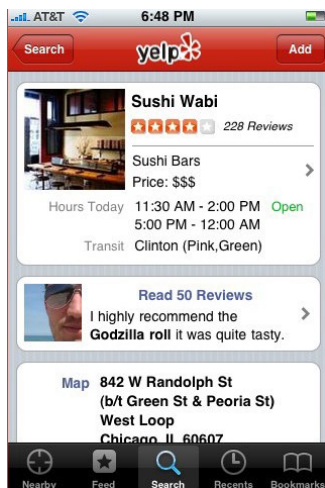 AT&T 6:48 PM
Search yelp Add
Sushi Wabi
228 Reviews
Sushi Bars
Price: $$$
Hours Today 11:30 AM - 2:00 PM Open
5:00 PM - 12:00 AM
Transit Clinton (Pink,Green)
Read 50 Reviews
I highly recommend the
Godzilla roll it was quite tasty.
Map 842 W Randolph St
(b/t Green St & Peoria St)
West Loop
Chicago, IL 60607
Nearby Feed Search Recents Bookmarks